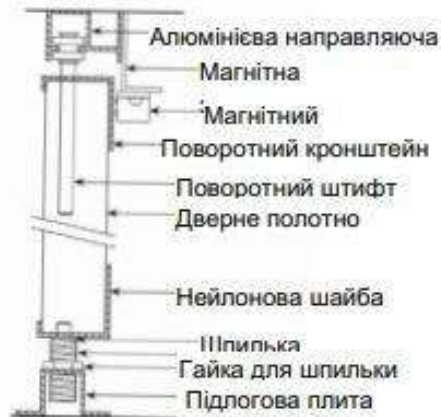 Алюмінієва направляюча
Магнітна
Магнітний
Поворотний кронштейн
Поворотний штифт
Дверне полотно
Нейлонова шайба
Шпилька
Гайка для шпильки
Підлогова плита